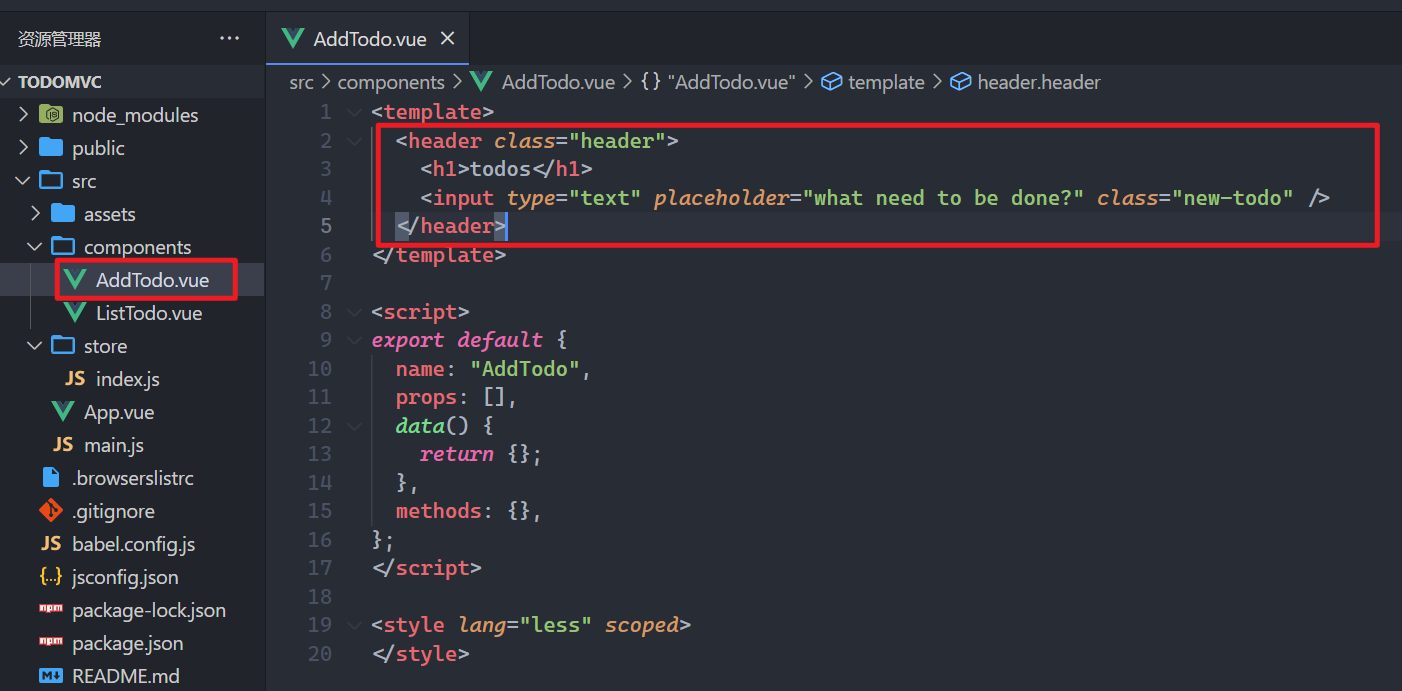 资源管理器 ···
TODOMVC
node_modules
public
src
assets
components
AddTodo.vue
ListTodo.vue
store
JS index.js
App.vue
JS main.js
.browserslistrc
.gitignore
JS babel.config.js
{..} jsconfig.json
npm package-lock.json
npm package.json
M↓ README.md
AddTodo.vue ×
src > components > AddTodo.vue > {} "AddTodo.vue" > template > header.header
1 <template>
2 <header class="header">
3 <h1>todos</h1>
4 <input type="text" placeholder="what need to be done?" class="new-todo" />
5 </header>
6 </template>
7
8 <script>
9 export default {
10 name: "AddTodo",
11 props: [],
12 data() {
13 return {};
14 },
15 methods: {},
16 };
17 </script>
18
19 <style lang="less" scoped>
20 </style>